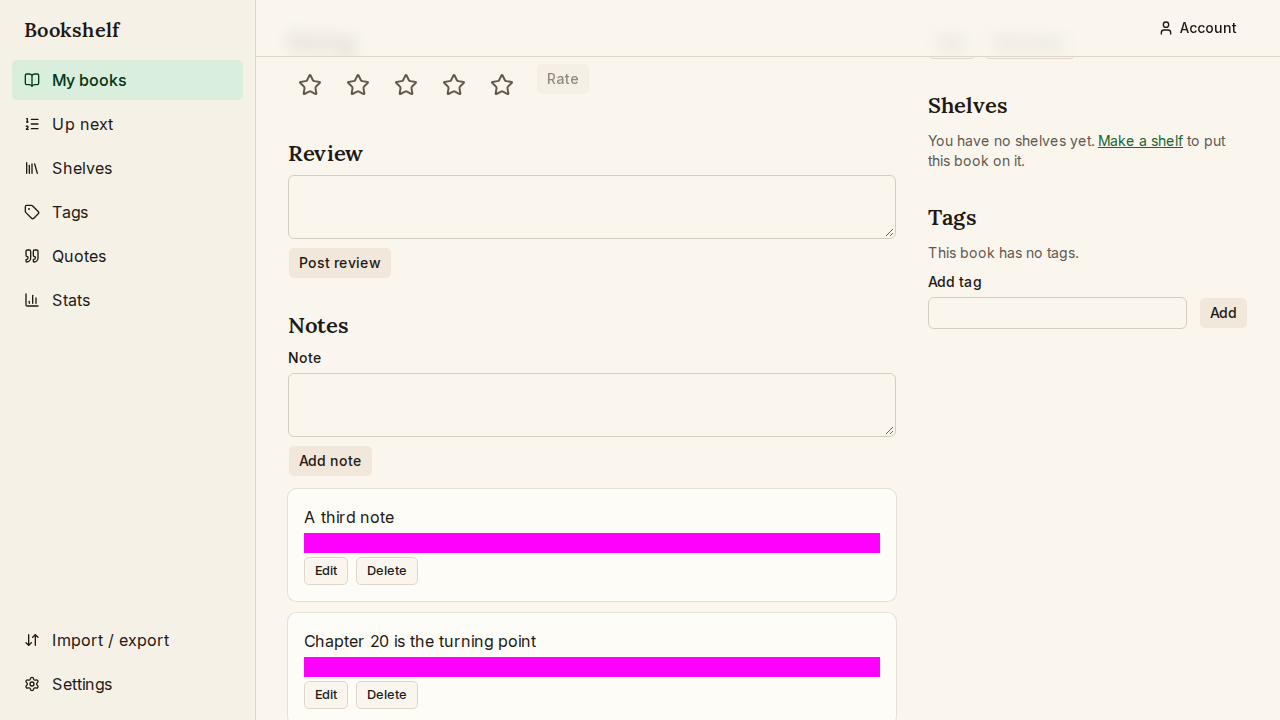 Bookshelf
My books
Up next
Shelves
Tags
Quotes
Stats
Import / export
Settings
Account
Rate
Review
Post review
Notes
Note
Add note
A third note
Edit Delete
Chapter 20 is the turning point
Edit Delete
Shelves
You have no shelves yet. Make a shelf to put
this book on it.
Tags
This book has no tags.
Add tag
Add